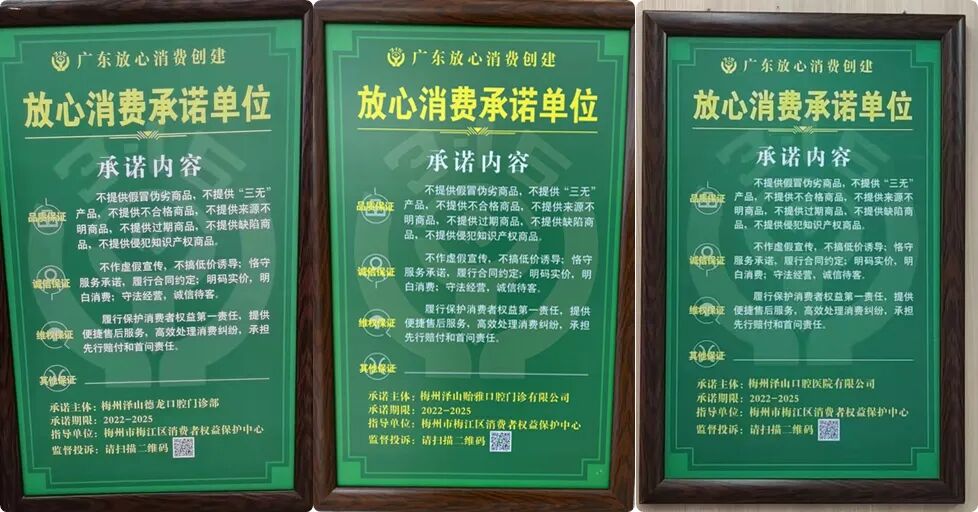 广东放心消费创建
放心消费承诺单位
承诺内容
品质保证
不提供假冒伪劣商品，不提供“三无”
产品，不提供不合格商品，不提供来源不
明商品，不提供过期商品，不提供缺陷商
品，不提供侵犯知识产权商品。
诚信保证
不作虚假宣传，不搞低价诱导；恪守
服务承诺，履行合同约定；明码实价，明
白消费；守法经营，诚信待客。
维权保证
履行保护消费者权益第一责任，提供
便捷售后服务，高效处理消费纠纷，承担
先行赔付和首问责任。
其他保证
承诺主体：梅州泽山德龙口腔门诊部
承诺期限：2022-2025
指导单位：梅州市梅江区消费者权益保护中心
监督投诉：请扫描二维码
广东放心消费创建
放心消费承诺单位
承诺内容
品质保证
不提供假冒伪劣商品，不提供“三无”
产品，不提供不合格商品，不提供来源不
明商品，不提供过期商品，不提供缺陷商
品，不提供侵犯知识产权商品。
诚信保证
不作虚假宣传，不搞低价诱导；恪守
服务承诺，履行合同约定；明码实价，明
白消费；守法经营，诚信待客。
维权保证
履行保护消费者权益第一责任，提供
便捷售后服务，高效处理消费纠纷，承担
先行赔付和首问责任。
其他保证
承诺主体：梅州泽山贻雅口腔门诊有限公司
承诺期限：2022-2025
指导单位：梅州市梅江区消费者权益保护中心
监督投诉：请扫描二维码
广东放心消费创建
放心消费承诺单位
承诺内容
品质保证
不提供假冒伪劣商品，不提供“三无”
产品，不提供不合格商品，不提供来源不
明商品，不提供过期商品，不提供缺陷商
品，不提供侵犯知识产权商品。
诚信保证
不作虚假宣传，不搞低价诱导；恪守
服务承诺，履行合同约定；明码实价，明
白消费；守法经营，诚信待客。
维权保证
履行保护消费者权益第一责任，提供
便捷售后服务，高效处理消费纠纷，承担
先行赔付和首问责任。
其他保证
承诺主体：梅州泽山口腔医院有限公司
承诺期限：2022-2025
指导单位：梅州市梅江区消费者权益保护中心
监督投诉：请扫描二维码